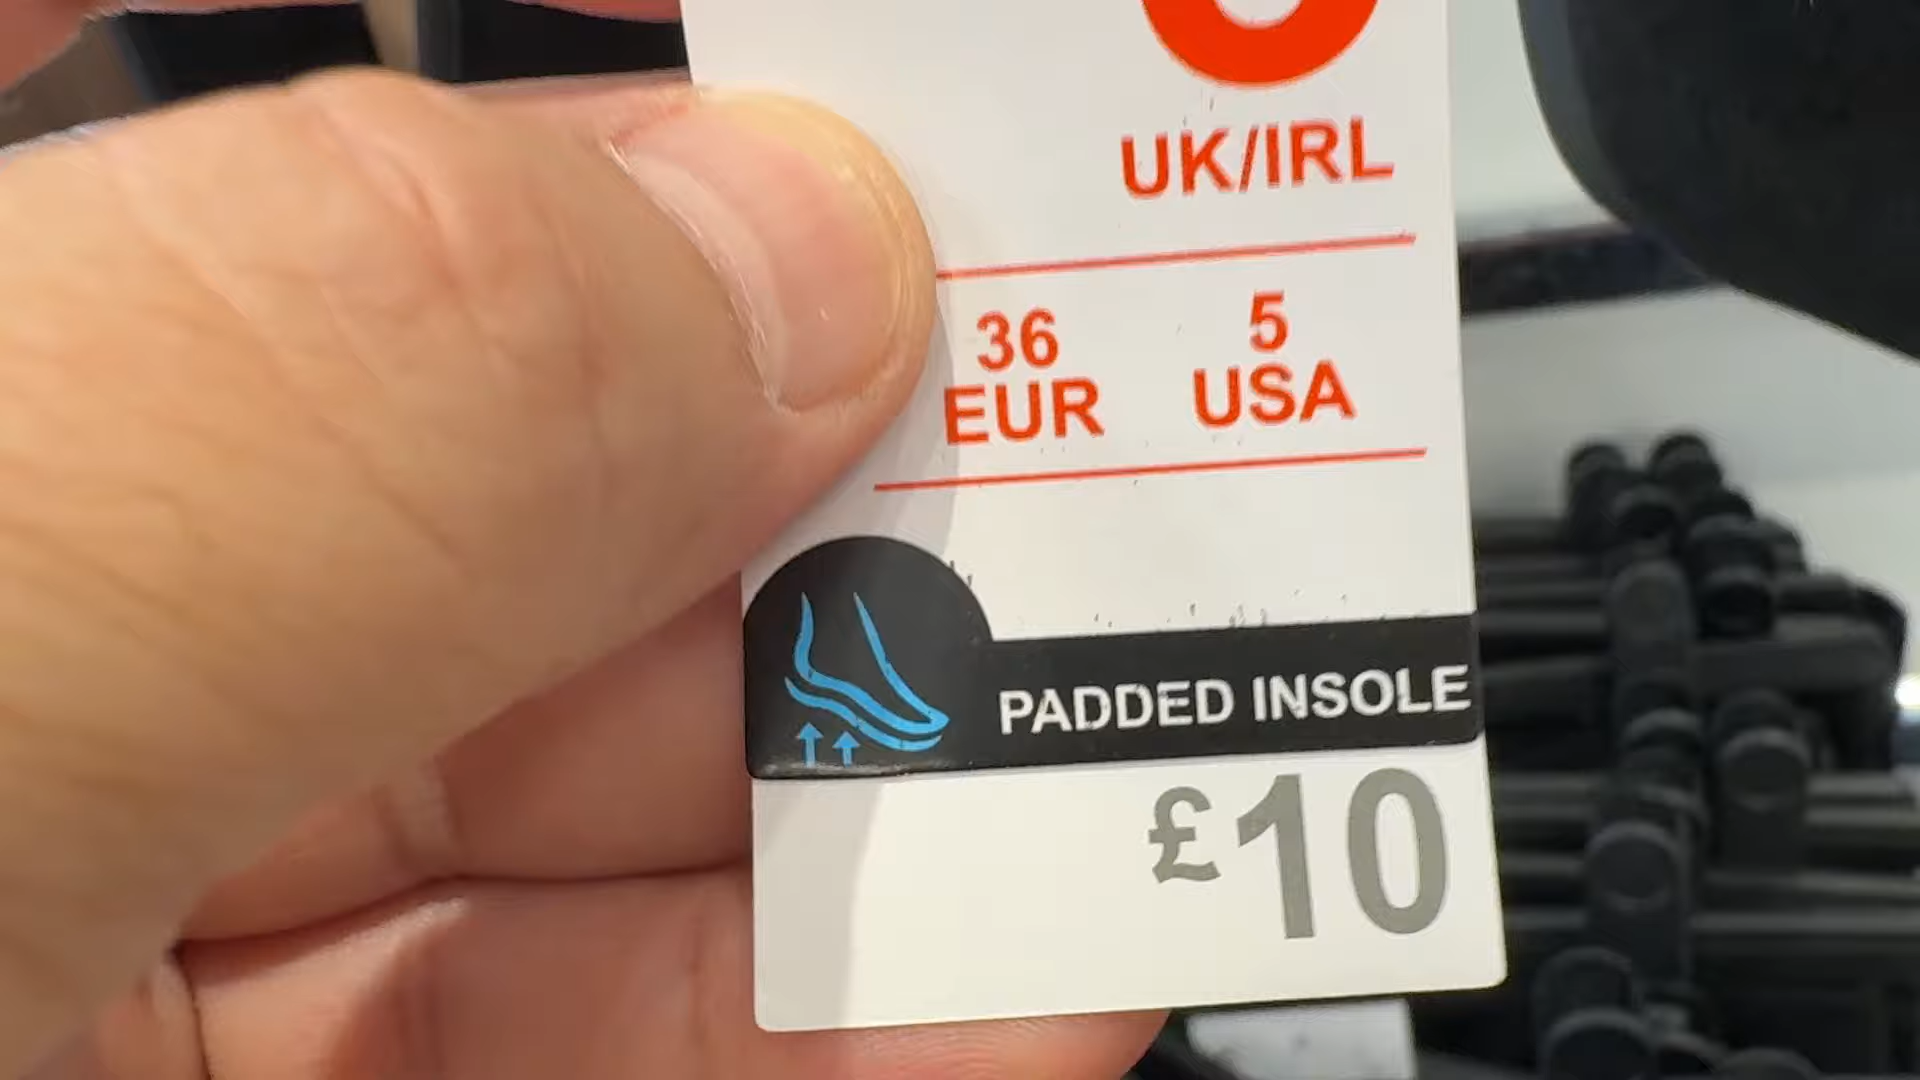 UK/IRL
36 5
EUR USA
PADDED INSOLE
£10